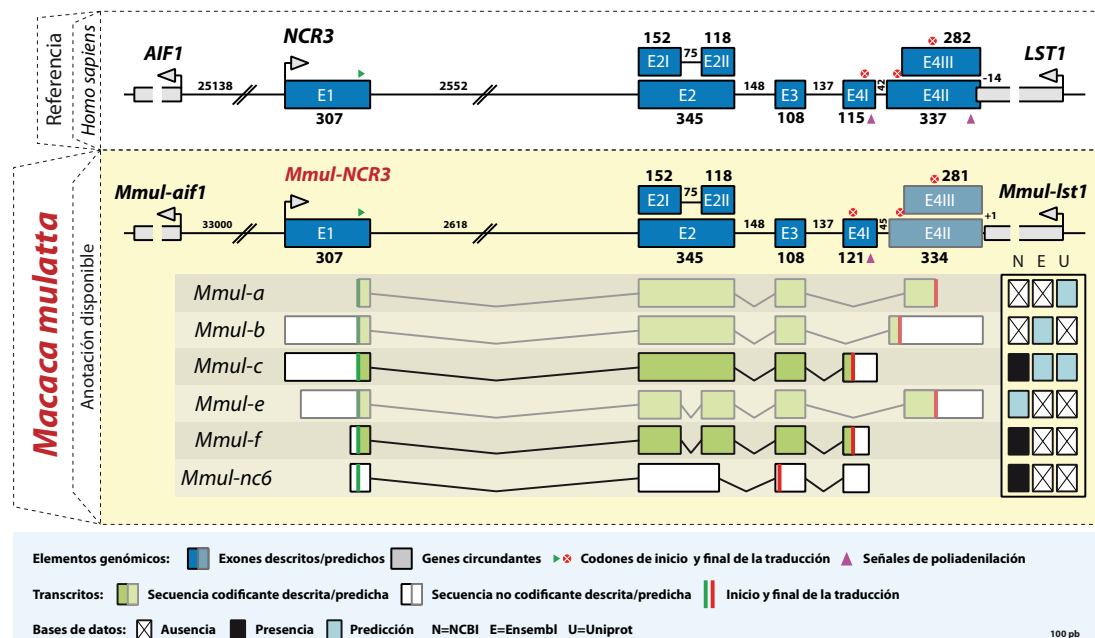 Referencia
Homo sapiens
AIF1
25138
NCR3
E1
307
2552
152 75 118
E2I E2II
E2
345
148
E3
108
137
E4I
115
42
282
E4III
E4II
337
-14
LST1
Macaca mulatta
Anotación disponible
Mmul-aif1
33000
Mmul-NCR3
E1
307
2618
152 75 118
E2I E2II
E2
345
148
E3
108
137
E4I
121
45
281
E4III
E4II
334
+1
Mmul-lst1
N E U
Mmul-a
Mmul-b
Mmul-c
Mmul-e
Mmul-f
Mmul-nc6
Elementos genómicos: Exones descritos/predichos Genes circundantes Codones de inicio y final de la traducción Señales de poliadenilación
Transcritos: Secuencia codificante descrita/predicha Secuencia no codificante descrita/predicha Inicio y final de la traducción
Bases de datos: Ausencia Presencia Predicción N=NCBI E=Ensembl U=Uniprot
100 pb